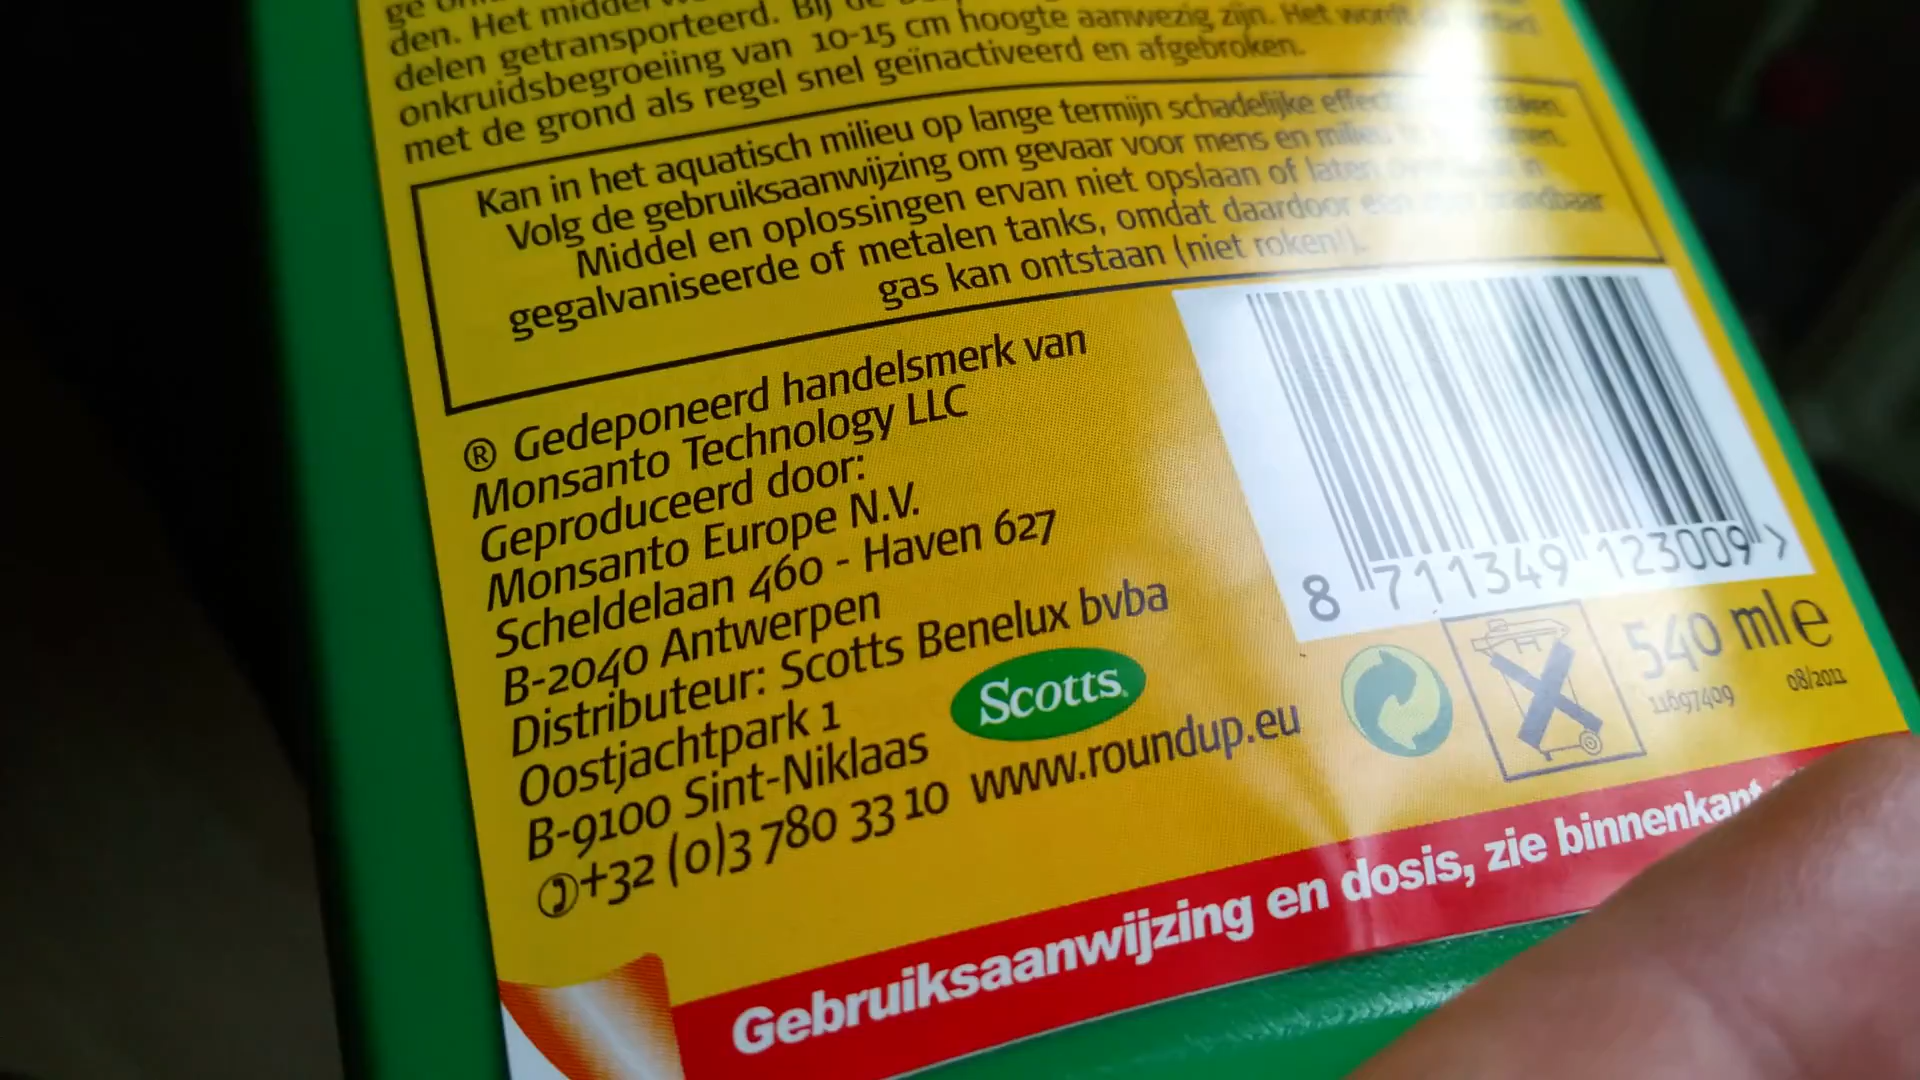 den. Het middel
delen getransporteerd. Bij de
onkruidsbegroeiing van 10-15 cm hoogte aanwezig zijn. Het wordt
met de grond als regel snel geïnactiveerd en afgebroken.
Kan in het aquatisch milieu op lange termijn schadelijke
Volg de gebruiksaanwijzing om gevaar voor mens en milieu
Middel en oplossingen ervan niet opslaan of laten
gegalvaniseerde of metalen tanks, omdat daardoor een brandbaar
gas kan ontstaan (niet roken!).
® Gedeponeerd handelsmerk van
Monsanto Technology LLC
Geproduceerd door:
Monsanto Europe N.V.
Scheldelaan 460 - Haven 627
B-2040 Antwerpen
Distributeur: Scotts Benelux bvba
Oostjachtpark 1
B-9100 Sint-Niklaas
✆+32 (0)3 780 33 10 www.roundup.eu
Scotts
8 711349 123009 >
540 ml e
11697409 08/2011
Gebruiksaanwijzing en dosis, zie binnenkant